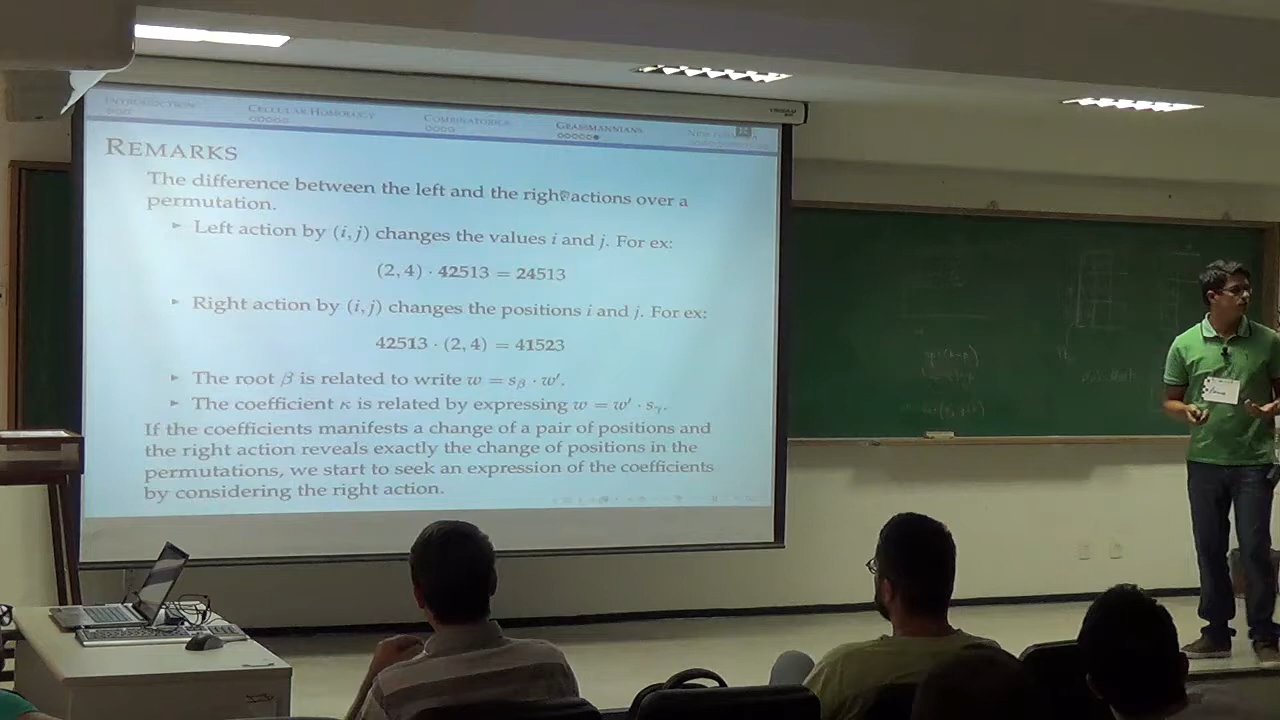 INTRODUCTION
CELLULAR HOMOLOGY
COMBINATORICS
GRASSMANNIANS
REMARKS
The difference between the left and the right actions over a
permutation.
Left action by (i, j) changes the values i and j. For ex:
(2, 4) · 42513 = 24513
Right action by (i, j) changes the positions i and j. For ex:
42513 · (2, 4) = 41523
The root β is related to write w = sβ · w′.
The coefficient κ is related by expressing w = w′ · sγ.
If the coefficients manifests a change of a pair of positions and
the right action reveals exactly the change of positions in the
permutations, we start to seek an expression of the coefficients
by considering the right action.